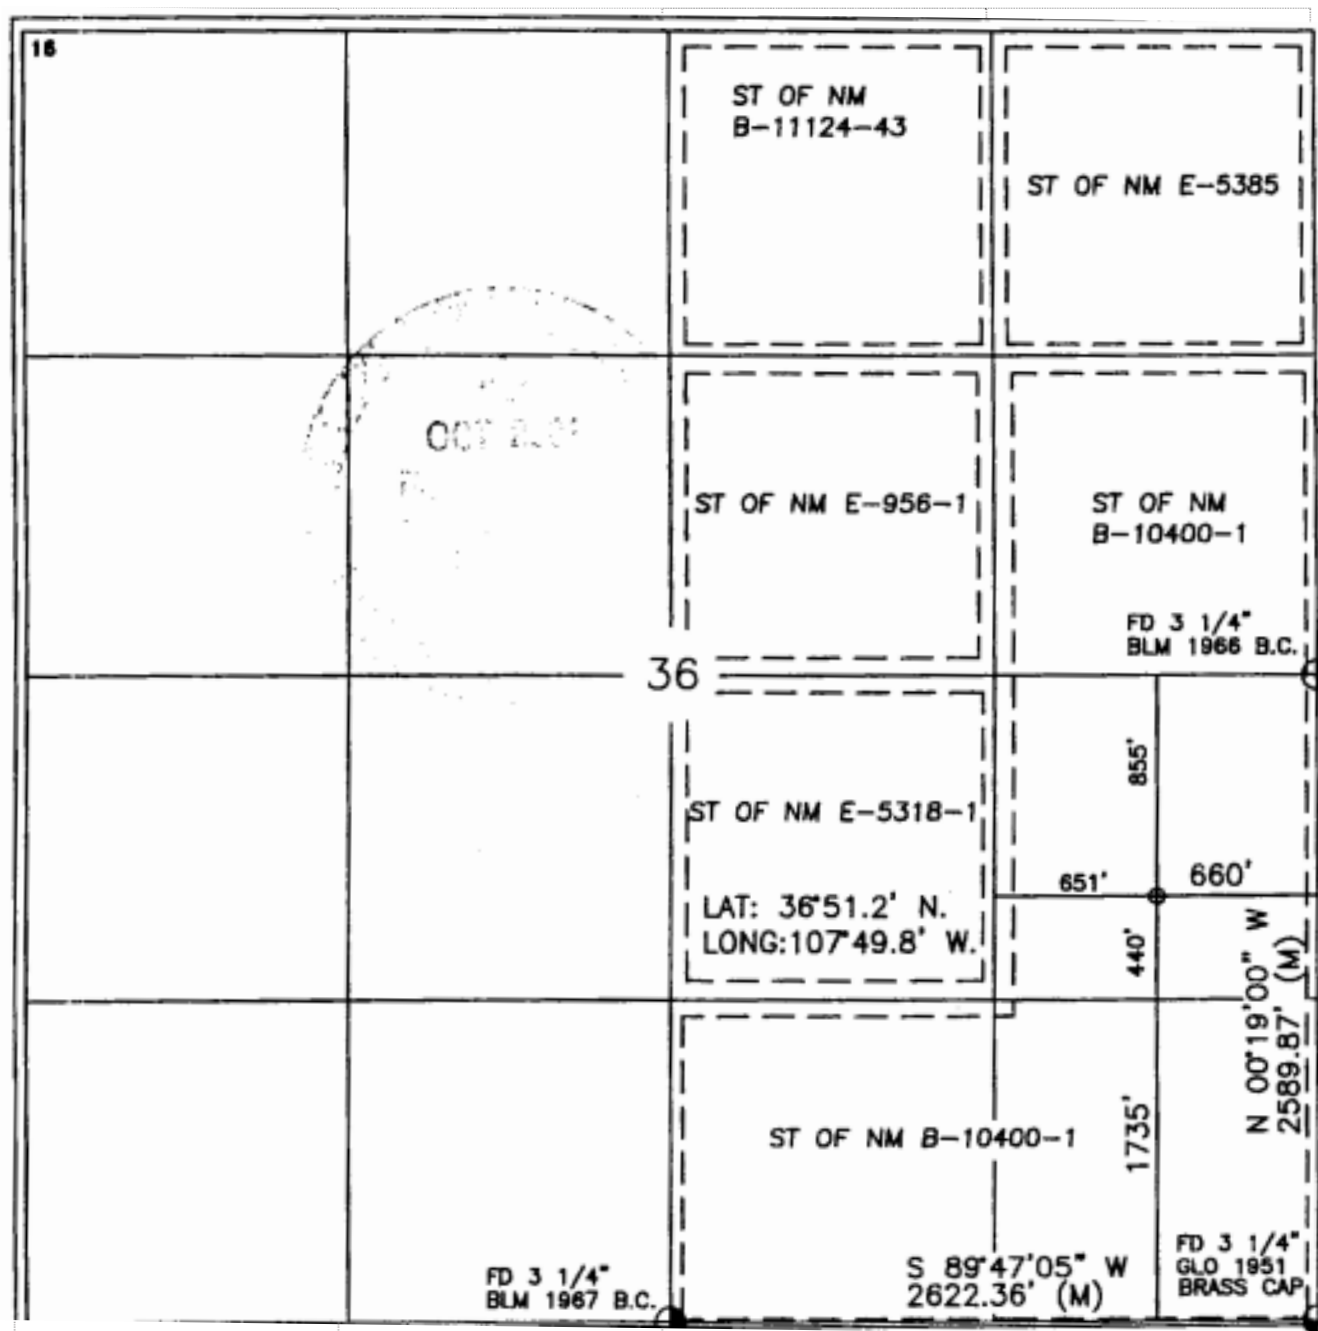 16
ST OF NM
B-11124-43
ST OF NM E-5385
OCT
ST OF NM E-956-1
ST OF NM
B-10400-1
FD 3 1/4"
BLM 1966 B.C.
36
855'
ST OF NM E-5318-1
651'
660'
LAT: 36°51.2' N.
LONG:107°49.8' W.
440'
N 00°19'00" W
2589.87' (M)
ST OF NM B-10400-1
1735'
FD 3 1/4"
BLM 1967 B.C.
S 89°47'05" W
2622.36' (M)
FD 3 1/4"
GLO 1951
BRASS CAP